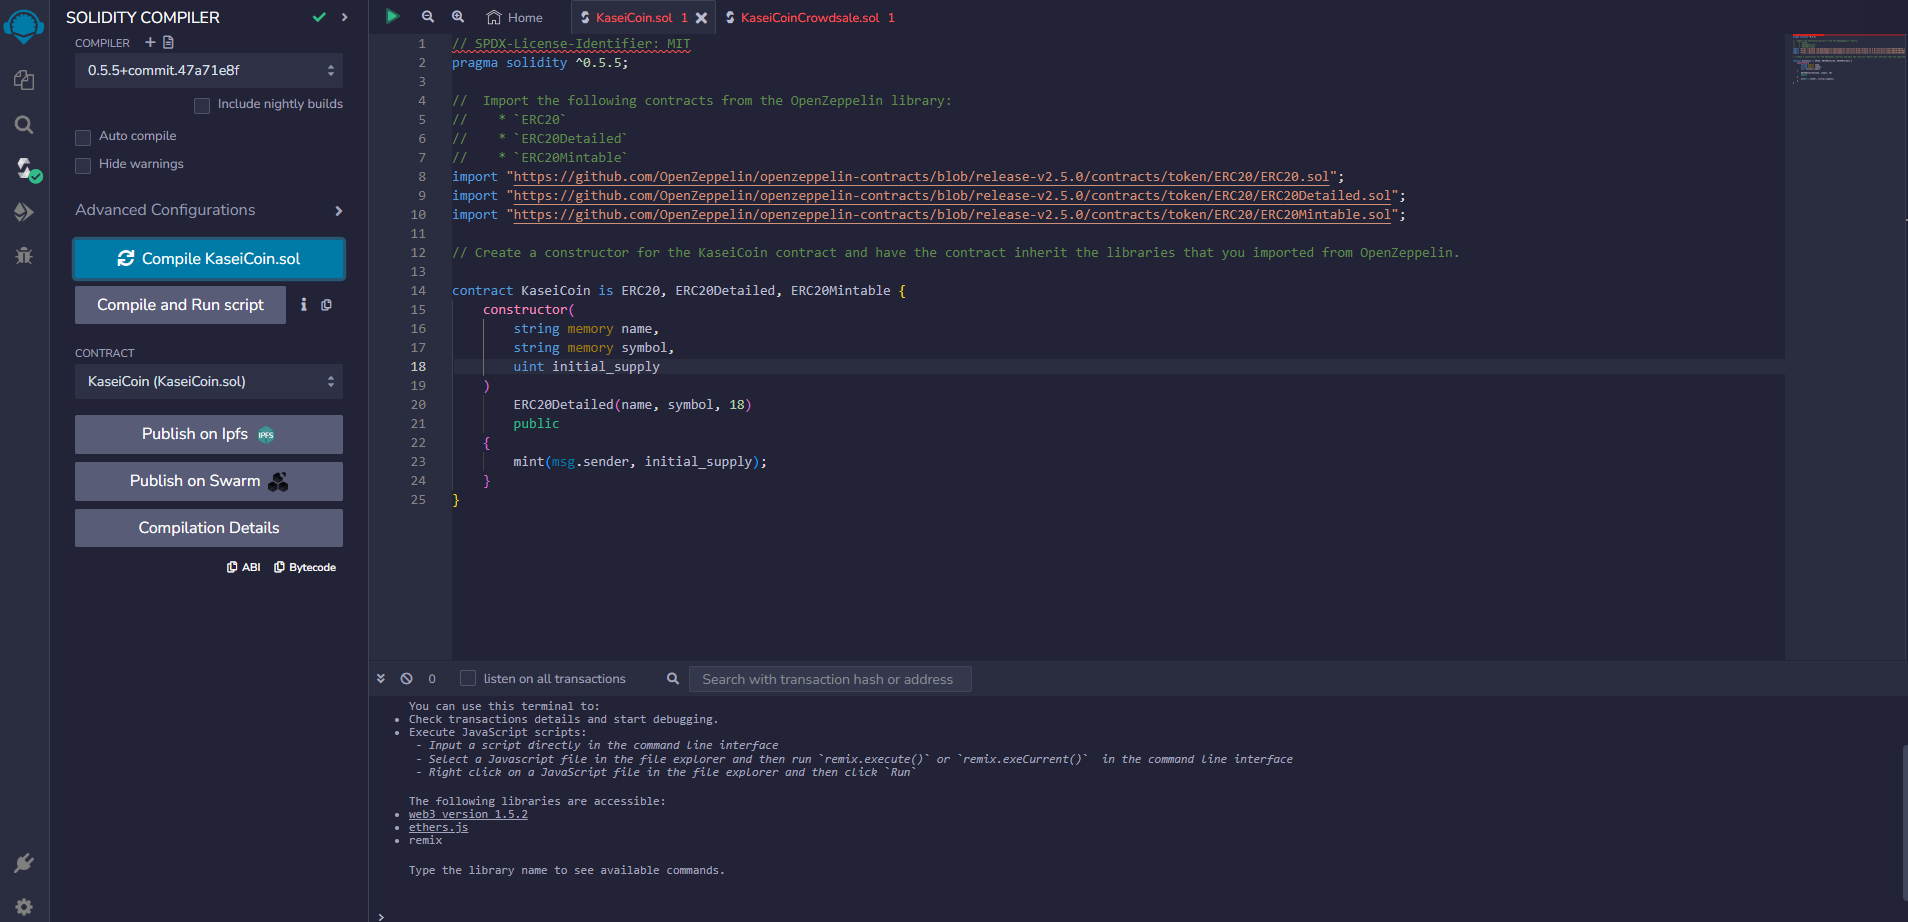 SOLIDITY COMPILER
COMPILER
0.5.5+commit.47a71e8f
Include nightly builds
Auto compile
Hide warnings
Advanced Configurations
Compile KaseiCoin.sol
Compile and Run script
CONTRACT
KaseiCoin (KaseiCoin.sol)
Publish on Ipfs IPFS
Publish on Swarm
Compilation Details
ABI Bytecode
Home KaseiCoin.sol 1 KaseiCoinCrowdsale.sol 1
1 // SPDX-License-Identifier: MIT
2 pragma solidity ^0.5.5;
3
4 //  Import the following contracts from the OpenZeppelin library:
5 //    * `ERC20`
6 //    * `ERC20Detailed`
7 //    * `ERC20Mintable`
8 import "https://github.com/OpenZeppelin/openzeppelin-contracts/blob/release-v2.5.0/contracts/token/ERC20/ERC20.sol";
9 import "https://github.com/OpenZeppelin/openzeppelin-contracts/blob/release-v2.5.0/contracts/token/ERC20/ERC20Detailed.sol";
10 import "https://github.com/OpenZeppelin/openzeppelin-contracts/blob/release-v2.5.0/contracts/token/ERC20/ERC20Mintable.sol";
11
12 // Create a constructor for the KaseiCoin contract and have the contract inherit the libraries that you imported from OpenZeppelin.
13
14 contract KaseiCoin is ERC20, ERC20Detailed, ERC20Mintable {
15     constructor(
16         string memory name,
17         string memory symbol,
18         uint initial_supply
19     )
20         ERC20Detailed(name, symbol, 18)
21         public
22     {
23         mint(msg.sender, initial_supply);
24     }
25 }
0 listen on all transactions Search with transaction hash or address
You can use this terminal to:
• Check transactions details and start debugging.
• Execute JavaScript scripts:
- Input a script directly in the command line interface
- Select a Javascript file in the file explorer and then run `remix.execute()` or `remix.exeCurrent()`  in the command line interface
- Right click on a JavaScript file in the file explorer and then click `Run`
The following libraries are accessible:
• web3 version 1.5.2
• ethers.js
• remix
Type the library name to see available commands.
>